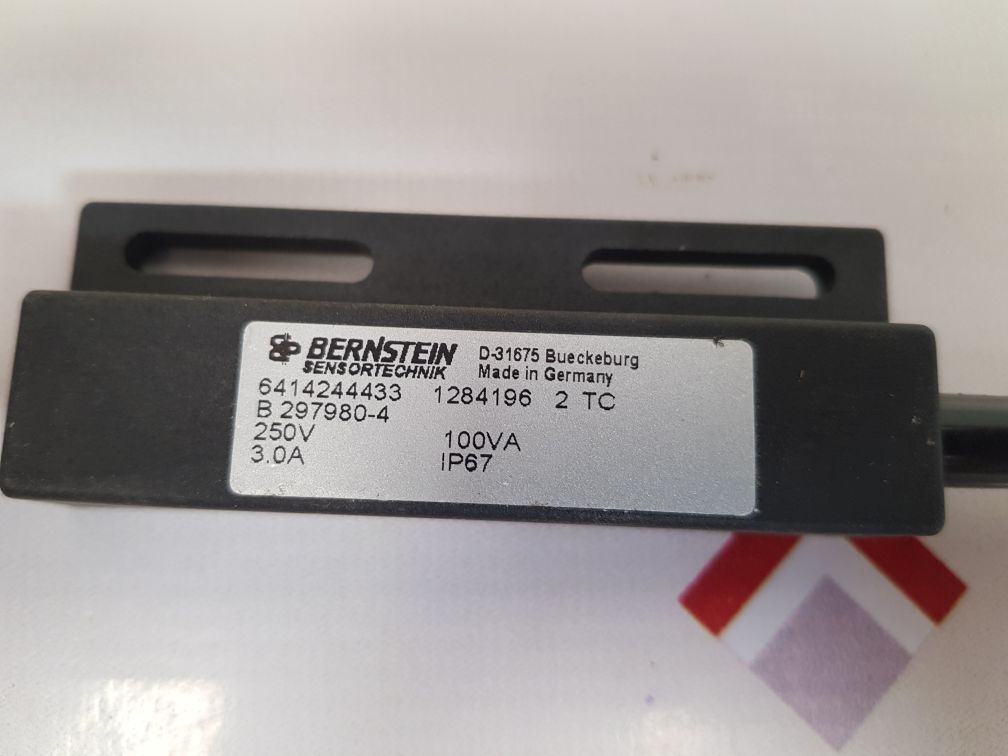 BERNSTEIN
SENSORTECHNIK
D-31675 Bueckeburg
Made in Germany
6414244433 1284196 2 TC
B 297980-4
250V 100VA
3.0A IP67